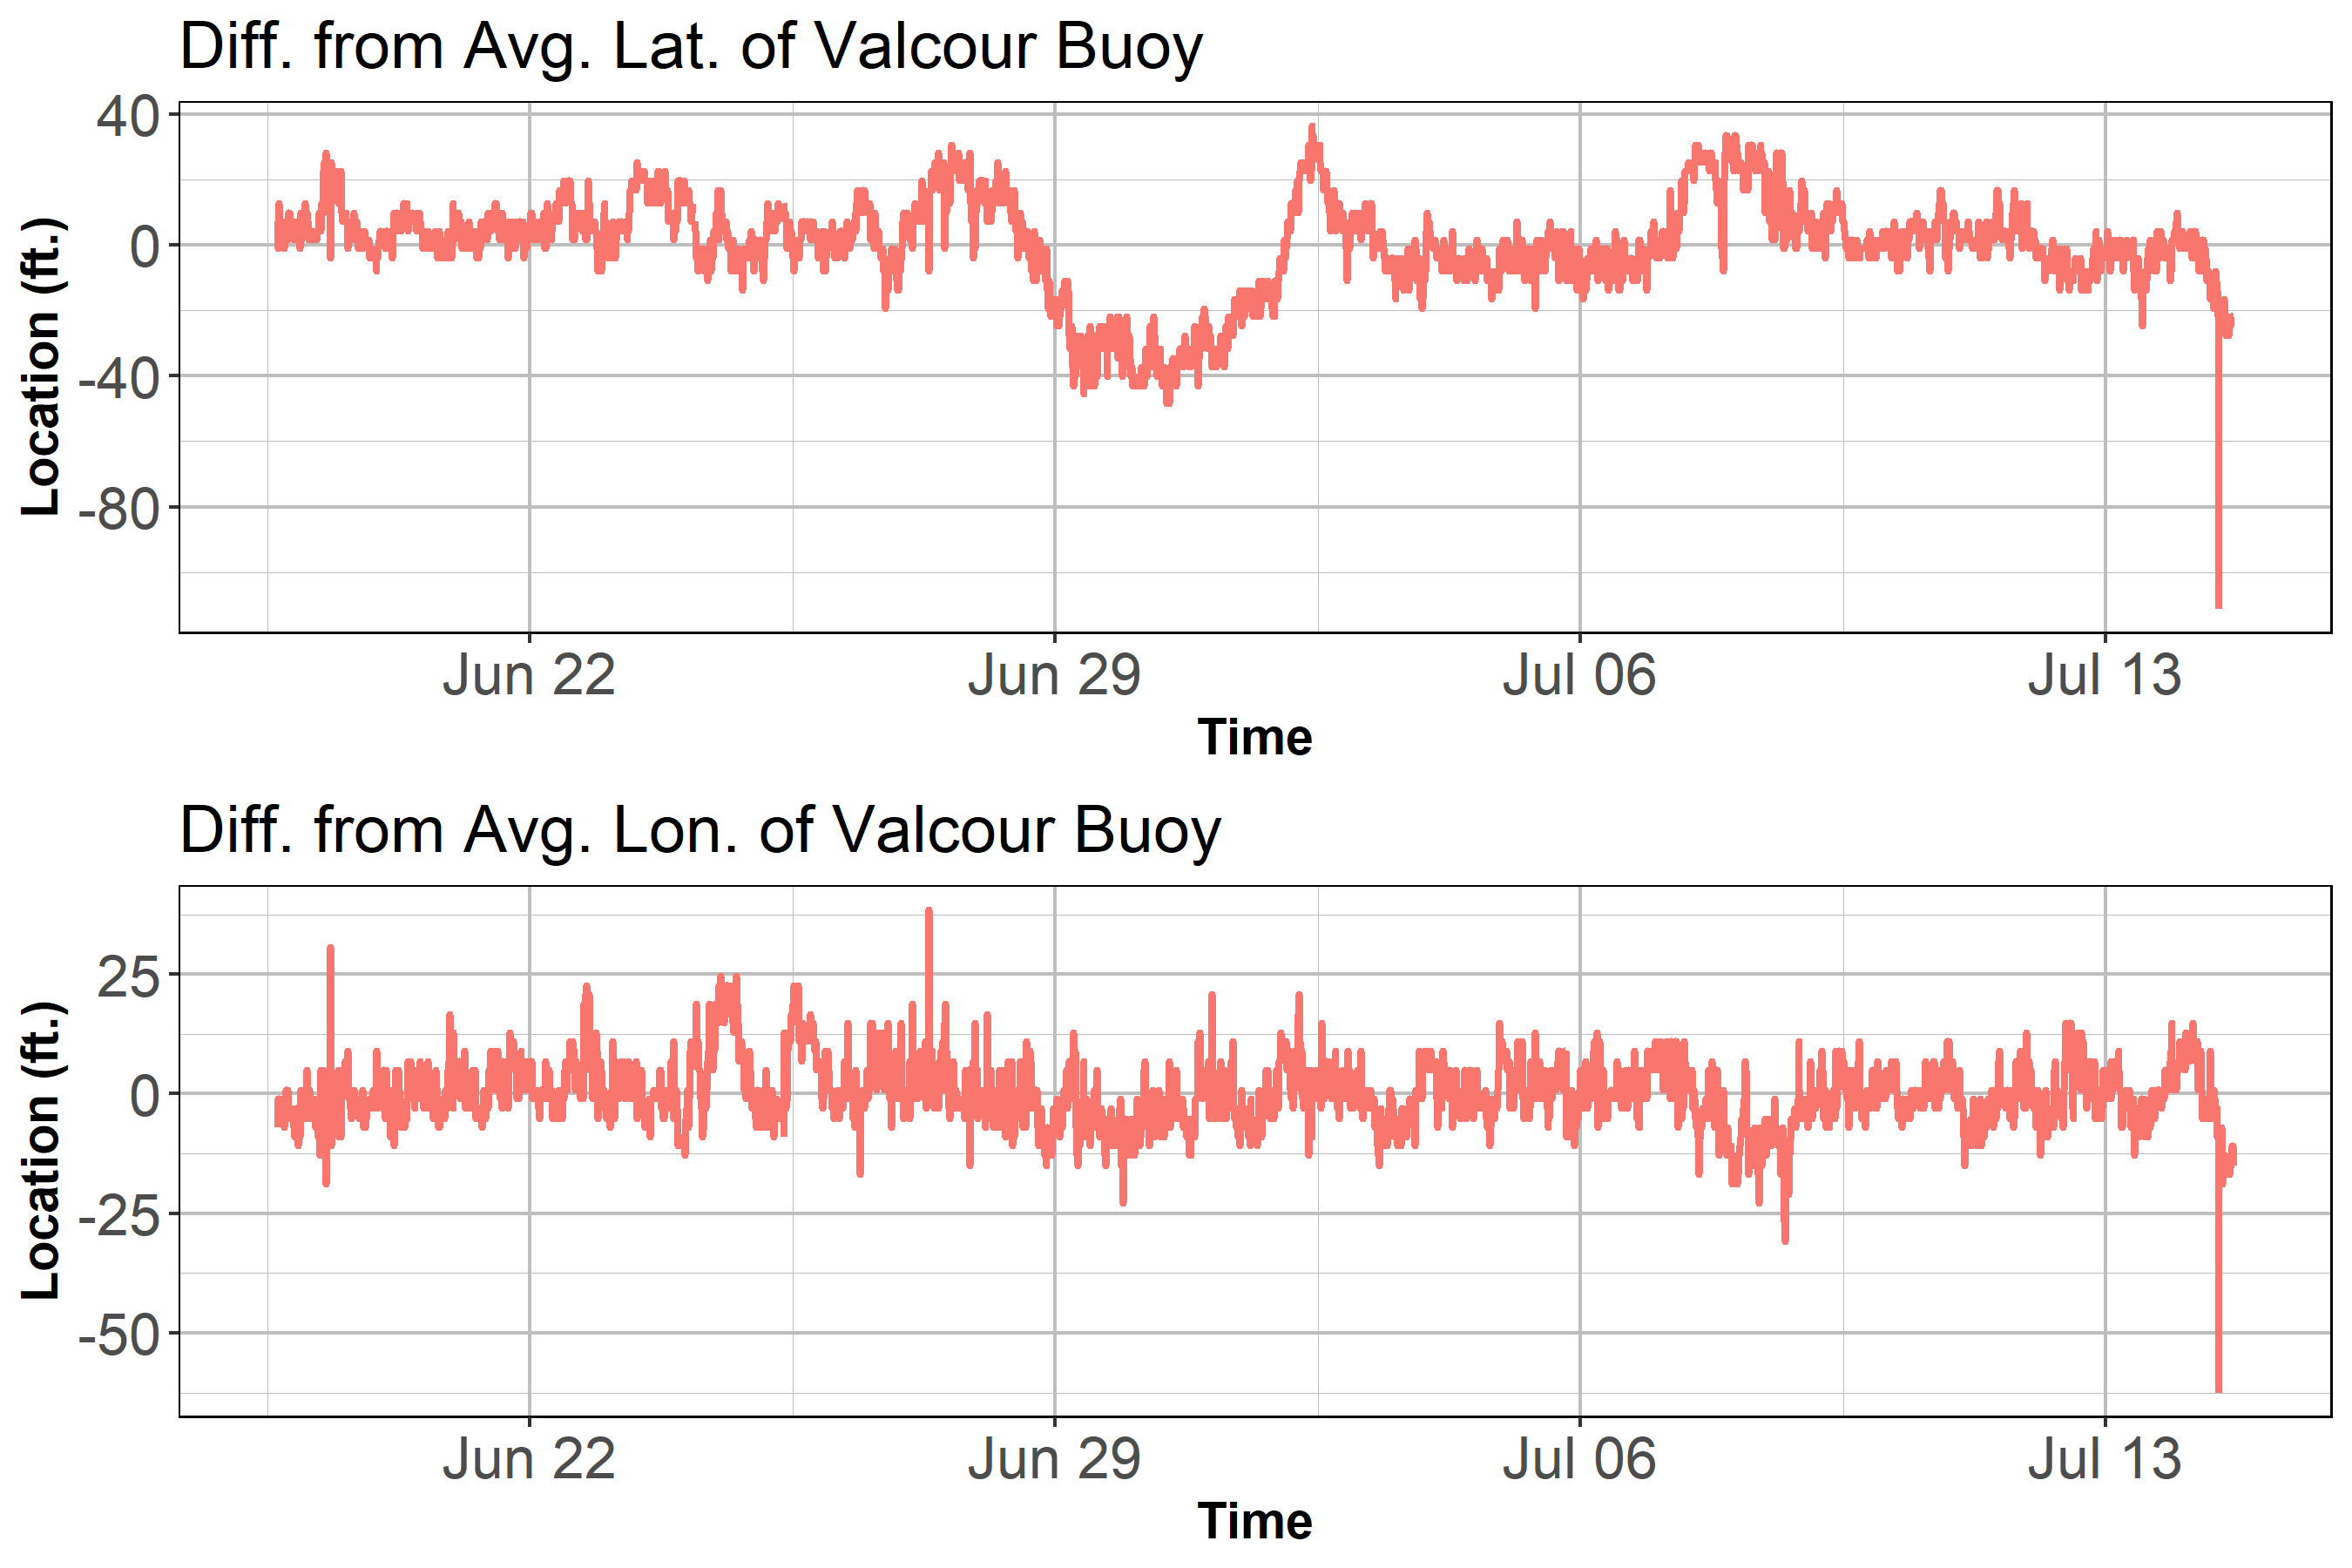 Diff. from Avg. Lat. of Valcour Buoy
Location (ft.)
40
0
-40
-80
Jun 22 Jun 29 Jul 06 Jul 13
Time
Diff. from Avg. Lon. of Valcour Buoy
Location (ft.)
25
0
-25
-50
Jun 22 Jun 29 Jul 06 Jul 13
Time